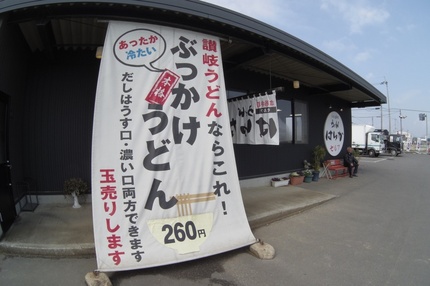 讃岐うどんならこれ！
あったか
冷たい
本格
ぶっかけ
うどん
だしはうす口・濃い口両方できます
玉売りします
260円